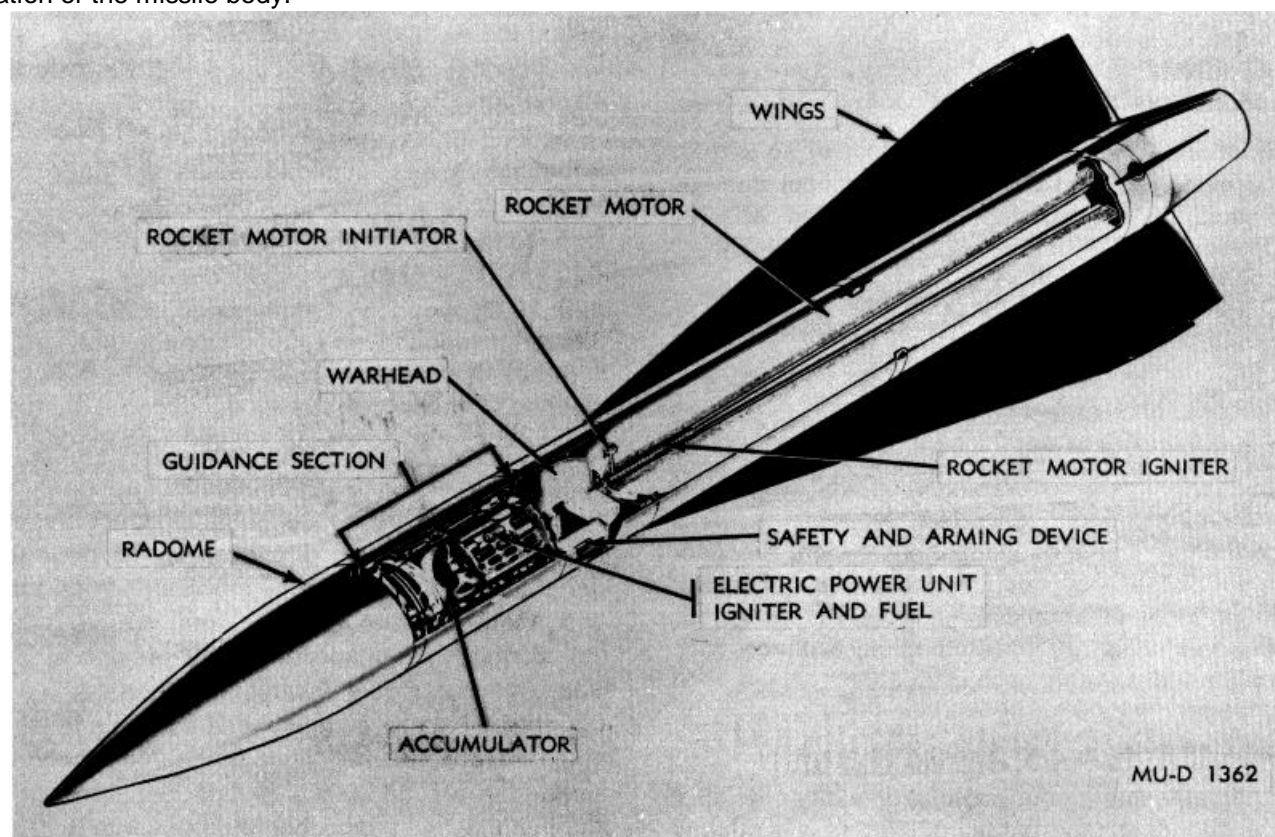 ation of the missile body.
WINGS
ROCKET MOTOR
ROCKET MOTOR INITIATOR
WARHEAD
GUIDANCE SECTION
ROCKET MOTOR IGNITER
RADOME
SAFETY AND ARMING DEVICE
ELECTRIC POWER UNIT
IGNITER AND FUEL
ACCUMULATOR
MU-D 1362